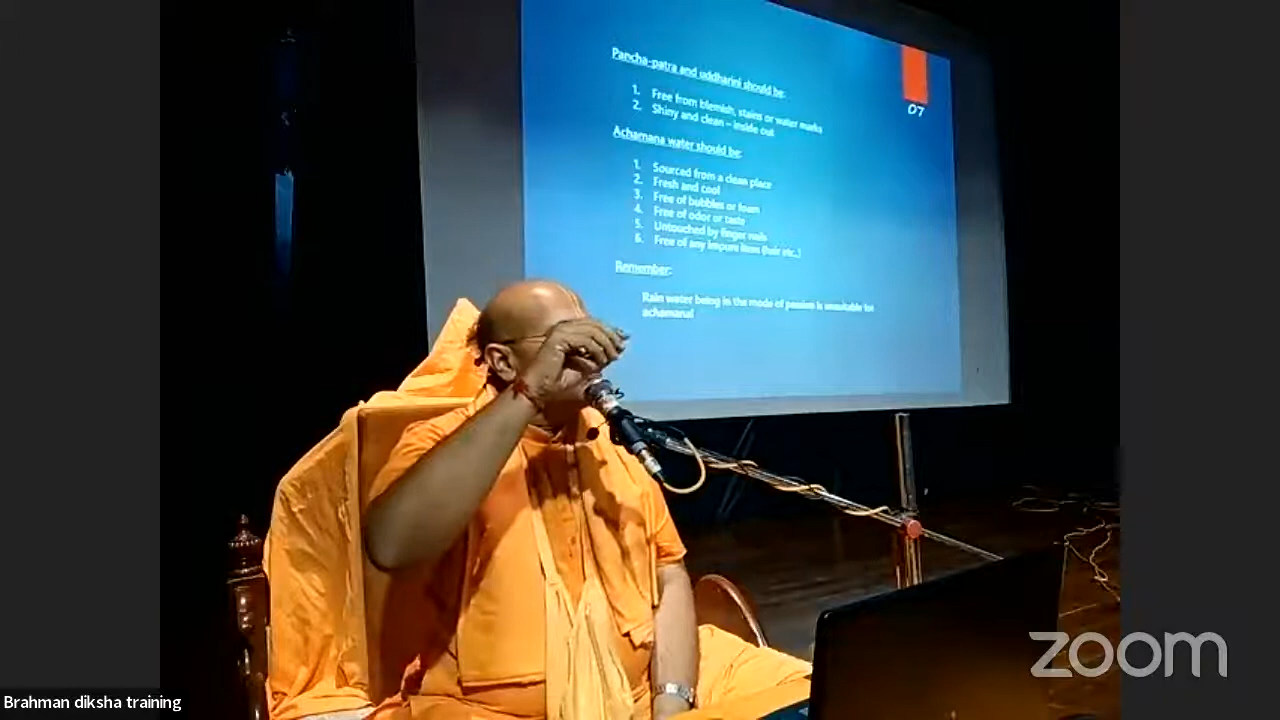 07
Pancha-patra and uddharini should be:
1. Free from blemish, stains or water marks
2. Shiny and clean – inside out
Achamana water should be:
1. Sourced from a clean place
2. Fresh and cool
3. Free of bubbles or foam
4. Free of odor or taste
5. Untouched by finger nails
6. Free of any impure item (hair etc.,)
Remember:
Rain water being in the mode of passion is unsuitable for
achamana!
zoom
Brahman diksha training